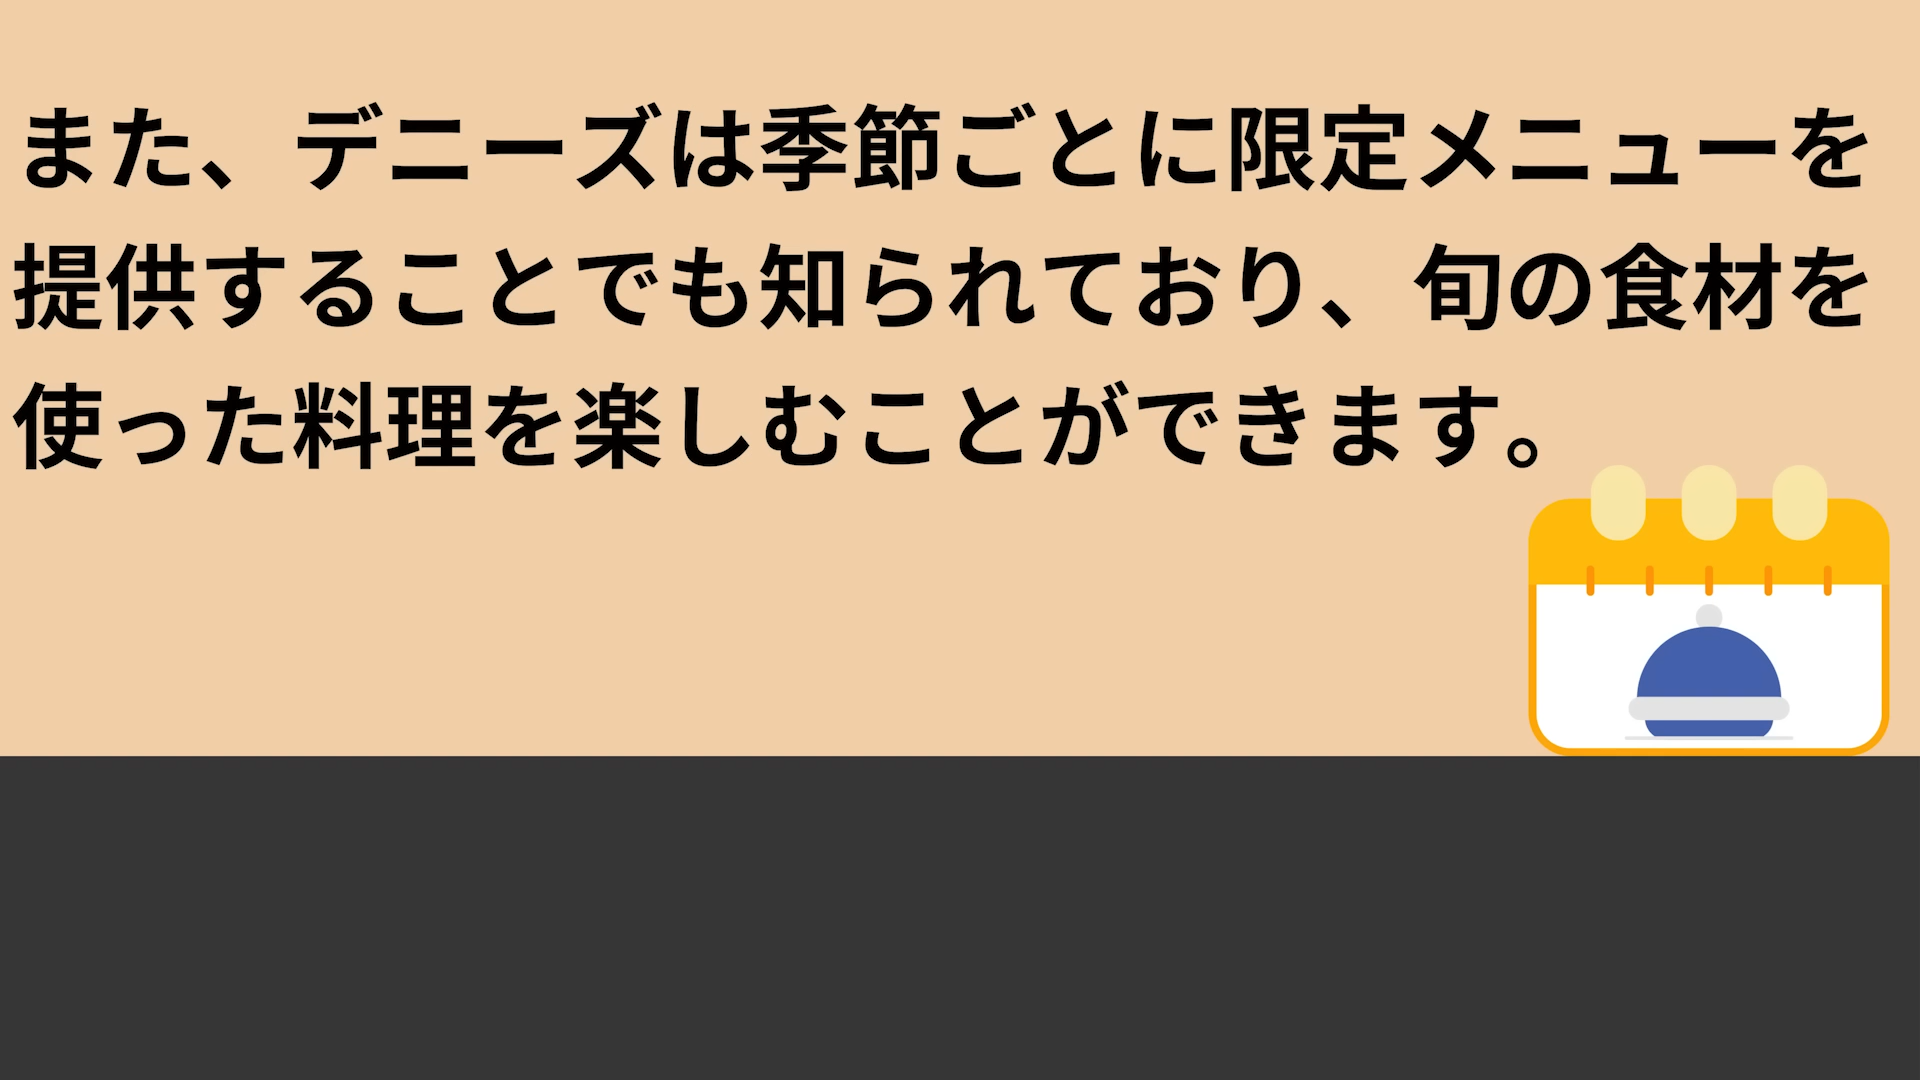 また、デニーズは季節ごとに限定メニューを
提供することでも知られており、旬の食材を
使った料理を楽しむことができます。